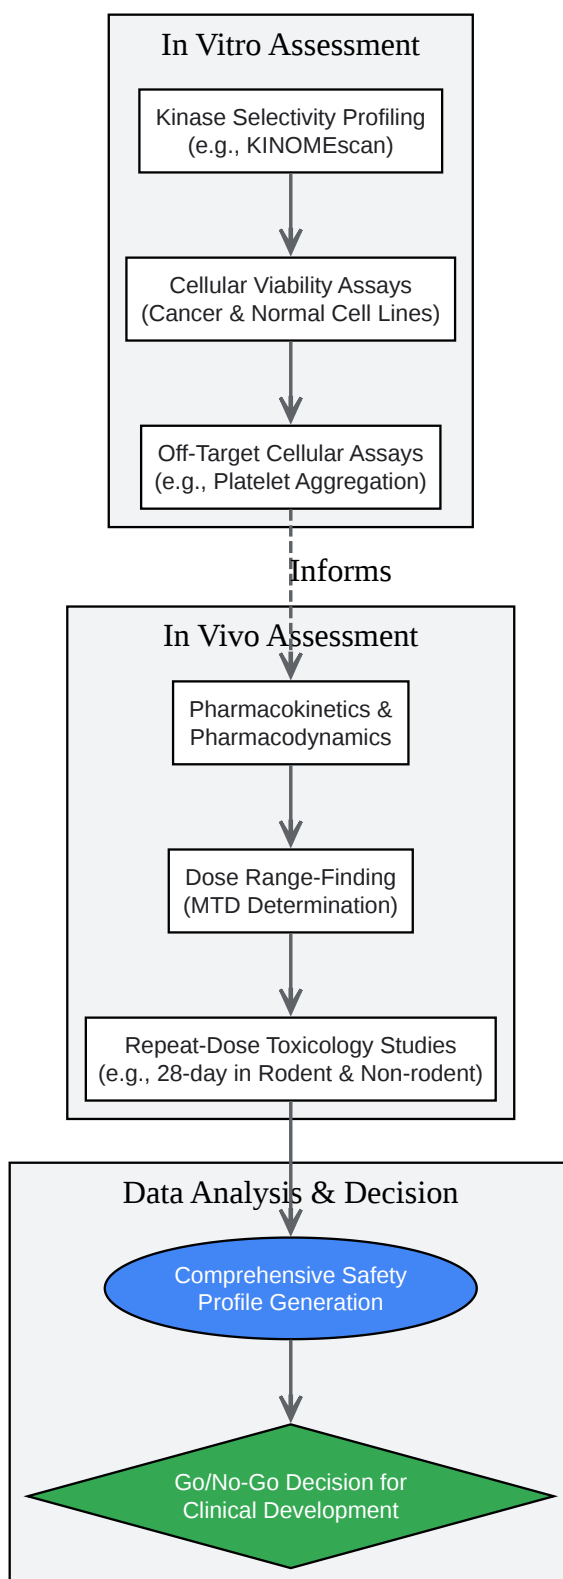 In Vitro Assessment
Kinase Selectivity Profiling
(e.g., KINOMEscan)
Cellular Viability Assays
(Cancer & Normal Cell Lines)
Off-Target Cellular Assays
(e.g., Platelet Aggregation)
Informs
In Vivo Assessment
Pharmacokinetics &
Pharmacodynamics
Dose Range-Finding
(MTD Determination)
Repeat-Dose Toxicology Studies
(e.g., 28-day in Rodent & Non-rodent)
Data Analysis & Decision
Comprehensive Safety
Profile Generation
Go/No-Go Decision for
Clinical Development